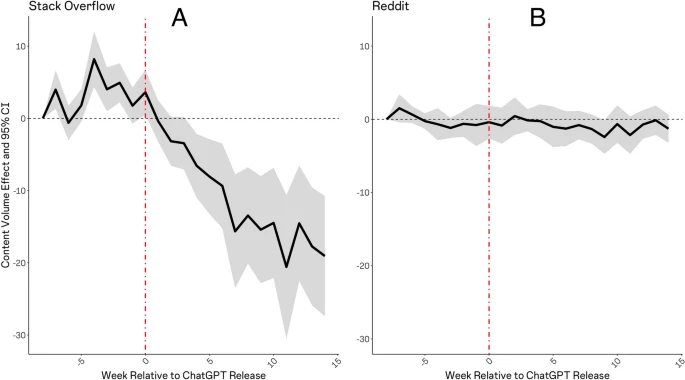 Stack Overflow
A
Content Volume Effect and 95% CI
10
0
-10
-20
-30
-5
0
5
10
15
Week Relative to ChatGPT Release
Reddit
B
10
0
-10
-20
-30
-5
0
5
10
15
Week Relative to ChatGPT Release